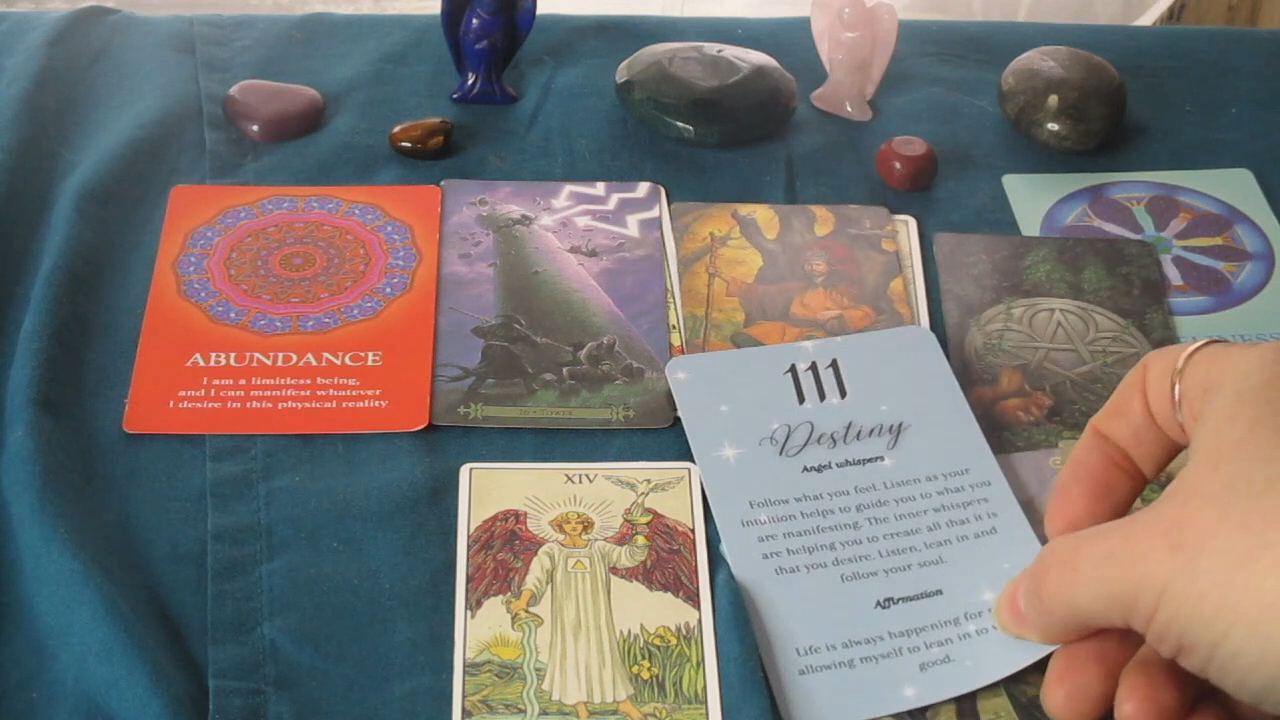 ABUNDANCE
I am a limitless being,
and I can manifest whatever
I desire in this physical reality
16 • Tower
111
Destiny
Angel whispers
Follow what you feel. Listen as your
intuition helps to guide you to what you
are manifesting. The inner whispers
are helping you to create all that it is
that you desire. Listen, lean in and
follow your soul.
Affirmation
Life is always happening for
allowing myself to lean in to
good.
XIV